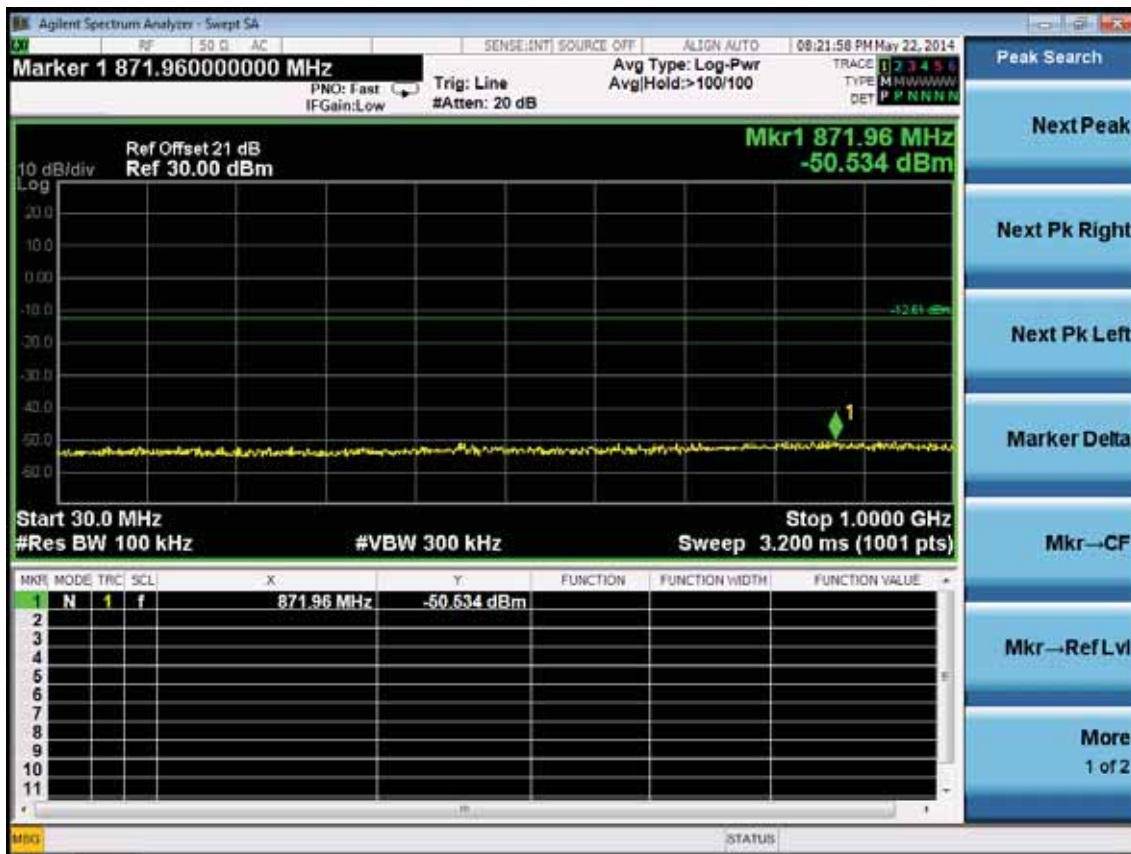 Agilent Spectrum Analyzer - Swept SA
RF 50 Ω AC SENSE:INT SOURCE OFF ALIGN AUTO 08:21:58 PM May 22, 2014
Marker 1 871.960000000 MHz
PNO: Fast
IFGain:Low
Trig: Line
#Atten: 20 dB
Avg Type: Log-Pwr
Avg|Hold:>100/100
TRACE 1 2 3 4 5 6
TYPE M M W W W W
DET P P N N N N
Ref Offset 21 dB
Ref 30.00 dBm
10 dB/div
Log
Mkr1 871.96 MHz
-50.534 dBm
20.0
10.0
0.00
-10.0
-20.0
-30.0
-40.0
-50.0
-60.0
-12.61 dBm
1
Start 30.0 MHz
#Res BW 100 kHz
#VBW 300 kHz
Stop 1.0000 GHz
Sweep 3.200 ms (1001 pts)
MKR MODE TRC SCL X Y FUNCTION FUNCTION WIDTH FUNCTION VALUE
1 N 1 f 871.96 MHz -50.534 dBm
2
3
4
5
6
7
8
9
10
11
MSG STATUS
Peak Search
Next Peak
Next Pk Right
Next Pk Left
Marker Delta
Mkr→CF
Mkr→Ref Lvl
More
1 of 2